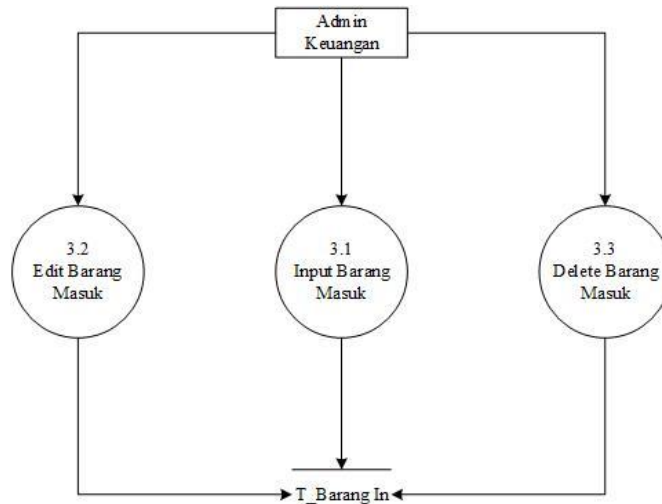 Admin
Keuangan
3.2
Edit Barang
Masuk
3.1
Input Barang
Masuk
3.3
Delete Barang
Masuk
T_Barang In